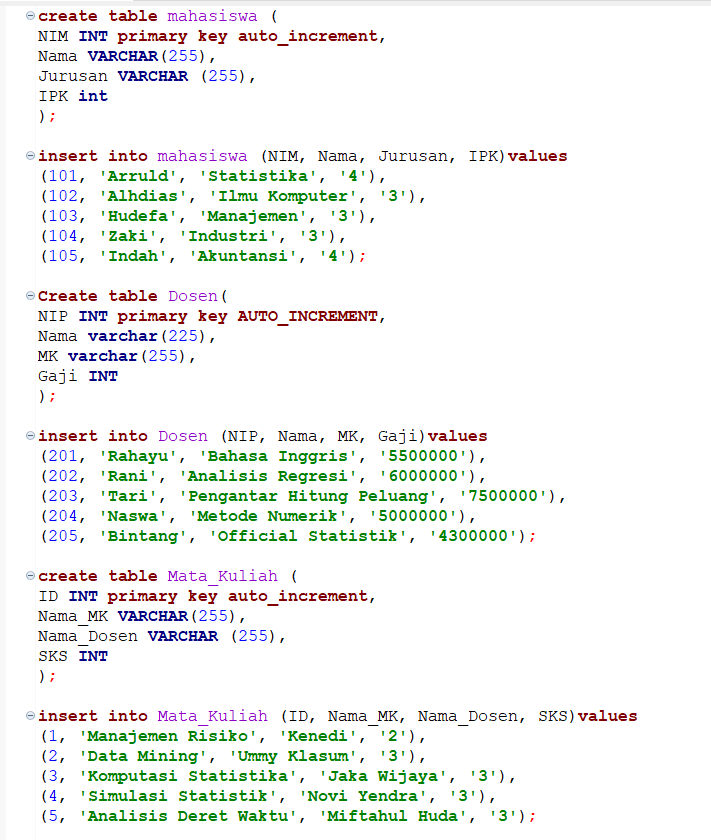 create table mahasiswa (
NIM INT primary key auto_increment,
Nama VARCHAR(255),
Jurusan VARCHAR (255),
IPK int
);
insert into mahasiswa (NIM, Nama, Jurusan, IPK)values
(101, 'Arruld', 'Statistika', '4'),
(102, 'Alhdias', 'Ilmu Komputer', '3'),
(103, 'Hudefa', 'Manajemen', '3'),
(104, 'Zaki', 'Industri', '3'),
(105, 'Indah', 'Akuntansi', '4');
Create table Dosen(
NIP INT primary key AUTO_INCREMENT,
Nama varchar(225),
MK varchar(255),
Gaji INT
);
insert into Dosen (NIP, Nama, MK, Gaji)values
(201, 'Rahayu', 'Bahasa Inggris', '5500000'),
(202, 'Rani', 'Analisis Regresi', '6000000'),
(203, 'Tari', 'Pengantar Hitung Peluang', '7500000'),
(204, 'Naswa', 'Metode Numerik', '5000000'),
(205, 'Bintang', 'Official Statistik', '4300000');
create table Mata_Kuliah (
ID INT primary key auto_increment,
Nama_MK VARCHAR(255),
Nama_Dosen VARCHAR (255),
SKS INT
);
insert into Mata_Kuliah (ID, Nama_MK, Nama_Dosen, SKS)values
(1, 'Manajemen Risiko', 'Kenedi', '2'),
(2, 'Data Mining', 'Ummy Klasum', '3'),
(3, 'Komputasi Statistika', 'Jaka Wijaya', '3'),
(4, 'Simulasi Statistik', 'Novi Yendra', '3'),
(5, 'Analisis Deret Waktu', 'Miftahul Huda', '3');